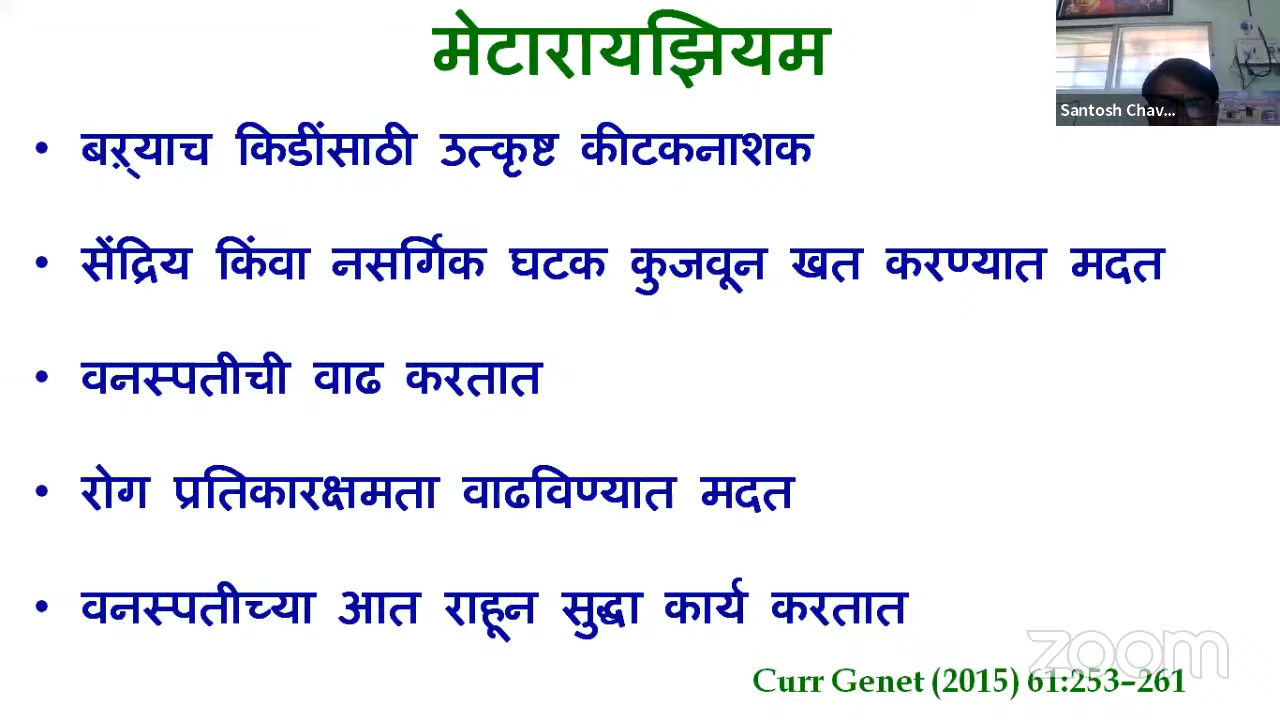 मेटारायझियम
Santosh Chav...
• बऱ्याच किडींसाठी उत्कृष्ट कीटकनाशक
• सेंद्रिय किंवा नसर्गिक घटक कुजवून खत करण्यात मदत
• वनस्पतीची वाढ करतात
• रोग प्रतिकारक्षमता वाढविण्यात मदत
• वनस्पतीच्या आत राहून सुद्धा कार्य करतात
zoom
Curr Genet (2015) 61:253–261